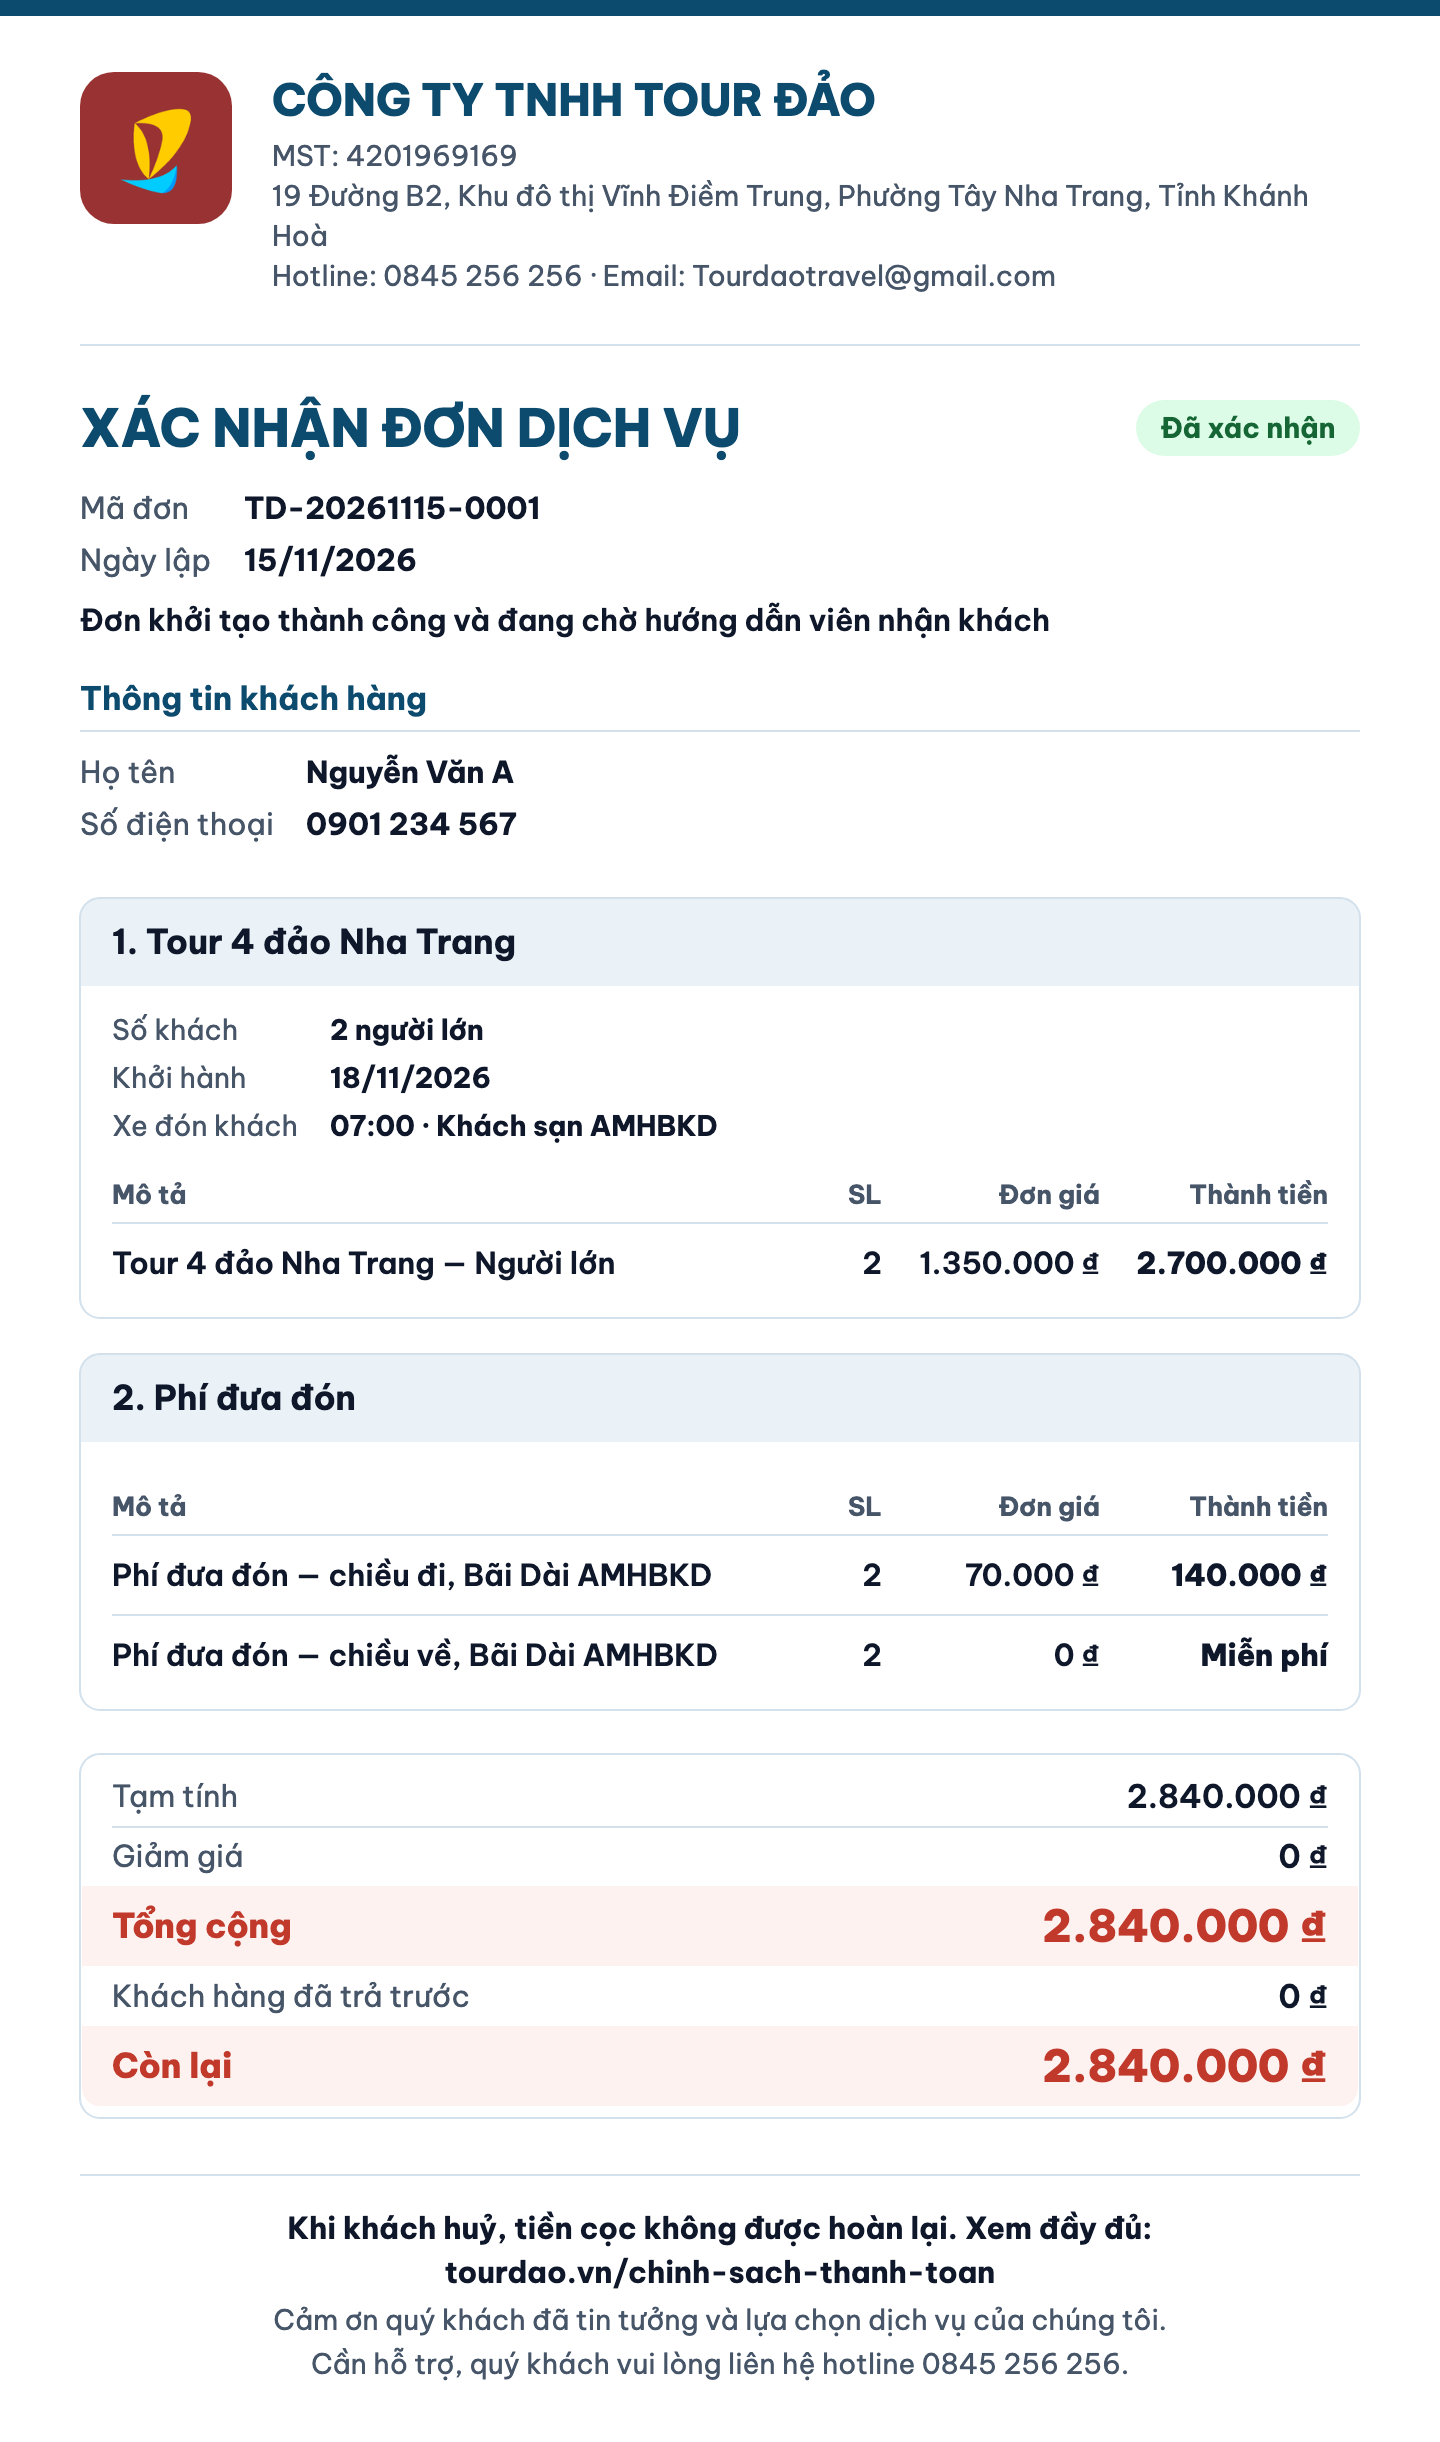 CÔNG TY TNHH TOUR ĐẢO
MST: 4201969169
19 Đường B2, Khu đô thị Vĩnh Điềm Trung, Phường Tây Nha Trang, Tỉnh Khánh
Hoà
Hotline: 0845 256 256 · Email: Tourdaotravel@gmail.com
XÁC NHẬN ĐƠN DỊCH VỤ
Đã xác nhận
Mã đơn TD-20261115-0001
Ngày lập 15/11/2026
Đơn khởi tạo thành công và đang chờ hướng dẫn viên nhận khách
Thông tin khách hàng
Họ tên Nguyễn Văn A
Số điện thoại 0901 234 567
1. Tour 4 đảo Nha Trang
Số khách 2 người lớn
Khởi hành 18/11/2026
Xe đón khách 07:00 · Khách sạn AMHBKD
Mô tả SL Đơn giá Thành tiền
Tour 4 đảo Nha Trang — Người lớn 2 1.350.000 ₫ 2.700.000 ₫
2. Phí đưa đón
Mô tả SL Đơn giá Thành tiền
Phí đưa đón — chiều đi, Bãi Dài AMHBKD 2 70.000 ₫ 140.000 ₫
Phí đưa đón — chiều về, Bãi Dài AMHBKD 2 0 ₫ Miễn phí
Tạm tính 2.840.000 ₫
Giảm giá 0 ₫
Tổng cộng 2.840.000 ₫
Khách hàng đã trả trước 0 ₫
Còn lại 2.840.000 ₫
Khi khách huỷ, tiền cọc không được hoàn lại. Xem đầy đủ:
tourdao.vn/chinh-sach-thanh-toan
Cảm ơn quý khách đã tin tưởng và lựa chọn dịch vụ của chúng tôi.
Cần hỗ trợ, quý khách vui lòng liên hệ hotline 0845 256 256.